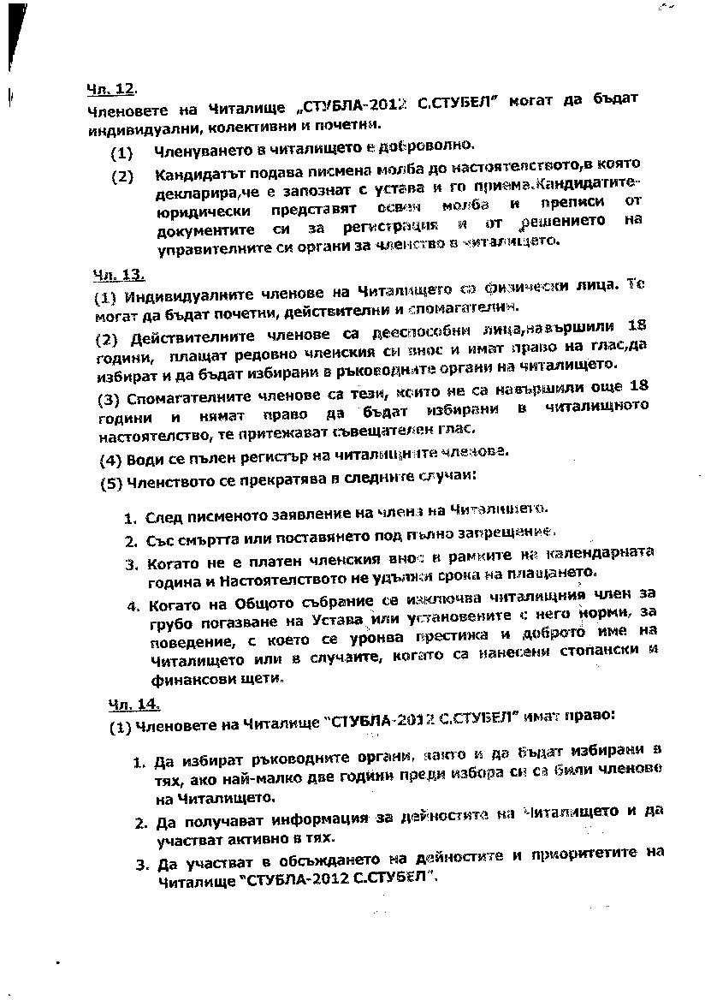 Чл. 12.
Членовете на Читалище „СТУБЛА-2012 С.СТУБЕЛ" могат да бъдат
индивидуални, колективни и почетни.
(1) Членуването в читалището е доброволно.
(2) Кандидатът подава писмена молба до настоятелството,в която
декларира,че е запознат с устава и го приема.Кандидатите-
юридически представят освен молба и преписи от
документите си за регистрация и от решението на
управителните си органи за членство в читалището.
Чл. 13.
(1) Индивидуалните членове на Читалището са физически лица. Те
могат да бъдат почетни, действителни и спомагателни.
(2) Действителните членове са дееспособни лица,навършили 18
години, плащат редовно членския си внос и имат право на глас,да
избират и да бъдат избирани в ръководните органи на читалището.
(3) Спомагателните членове са тези, които не са навършили още 18
години и нямат право да бъдат избирани в читалищното
настоятелство, те притежават съвещателен глас.
(4) Води се пълен регистър на читалищните членове.
(5) Членството се прекратява в следните случаи:
1. След писменото заявление на члена на Читалището.
2. Със смъртта или поставянето под пълно запрещение.
3. Когато не е платен членския внос в рамките на календарната
година и Настоятелството не удължи срока на плащането.
4. Когато на Общото събрание се изключва читалищния член за
грубо погазване на Устава или установените с него норми, за
поведение, с което се уронва престижа и доброто име на
Читалището или в случаите, когато са нанесени стопански и
финансови щети.
Чл. 14.
(1) Членовете на Читалище "СТУБЛА-2012 С.СТУБЕЛ" имат право:
1. Да избират ръководните органи, както и да бъдат избирани в
тях, ако най-малко две години преди избора си са били членове
на Читалището.
2. Да получават информация за дейностите на Читалището и да
участват активно в тях.
3. Да участват в обсъждането на дейностите и приоритетите на
Читалище "СТУБЛА-2012 С.СТУБЕЛ".